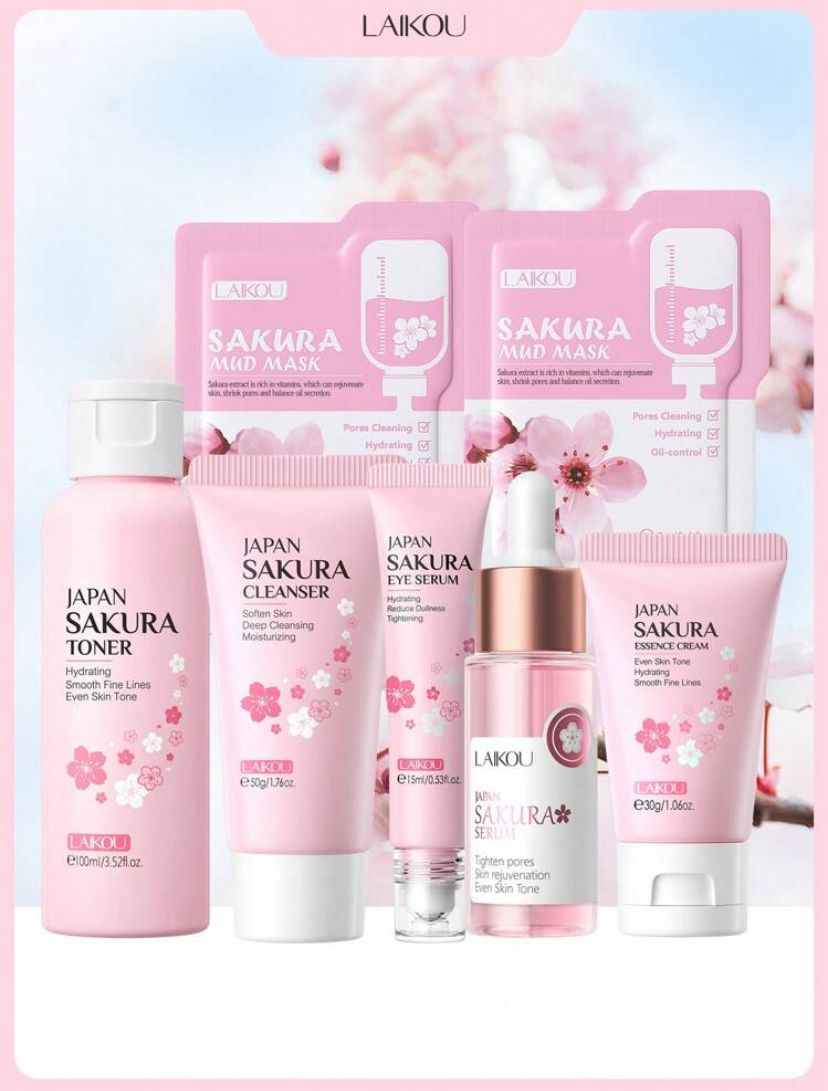 LAIKOU
LAIKOU
SAKURA
MUD MASK
Sakura extract is rich in vitamins, which can rejuvenate
skin, shrink pores and balance oil secretion.
Pores Cleaning
Hydrating
LAIKOU
SAKURA
MUD MASK
Sakura extract is rich in vitamins, which can rejuvenate
skin, shrink pores and balance oil secretion.
Pores Cleaning
Hydrating
Oil-control
JAPAN
SAKURA
TONER
Hydrating
Smooth Fine Lines
Even Skin Tone
LAIKOU
℮100ml/3.52fl.oz.
JAPAN
SAKURA
CLEANSER
Soften Skin
Deep Cleansing
Moisturizing
LAIKOU
℮50g/1.76oz.
JAPAN
SAKURA
EYE SERUM
Hydrating
Reduce Dullness
Tightening
LAIKOU
℮15ml/0.53fl.oz.
LAIKOU
JAPAN
SAKURA
SERUM
Tighten pores
Skin rejuvenation
Even Skin Tone
JAPAN
SAKURA
ESSENCE CREAM
Even Skin Tone
Hydrating
Smooth Fine Lines
LAIKOU
℮30g/1.06oz.